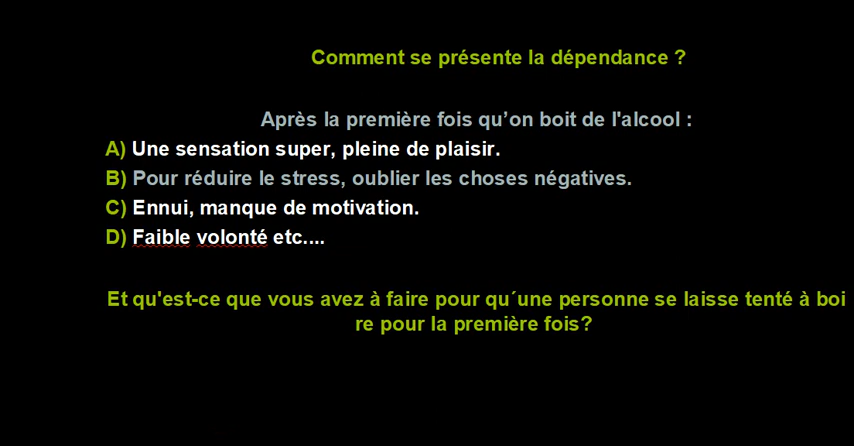 Comment se présente la dépendance ?
Après la première fois qu’on boit de l'alcool :
A) Une sensation super, pleine de plaisir.
B) Pour réduire le stress, oublier les choses négatives.
C) Ennui, manque de motivation.
D) Faible volonté etc....
Et qu'est-ce que vous avez à faire pour qu´une personne se laisse tenté à boi
re pour la première fois?